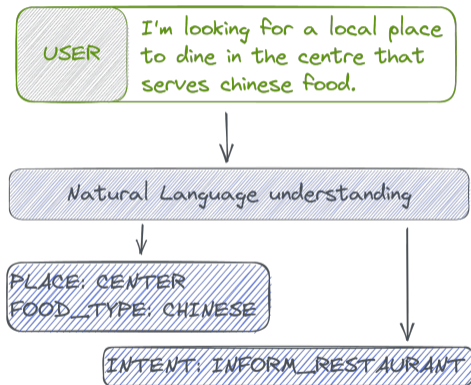 USER
I'm looking for a local place
to dine in the centre that
serves chinese food.
Natural Language understanding
PLACE: CENTER
FOOD_TYPE: CHINESE
INTENT: INFORM_RESTAURANT